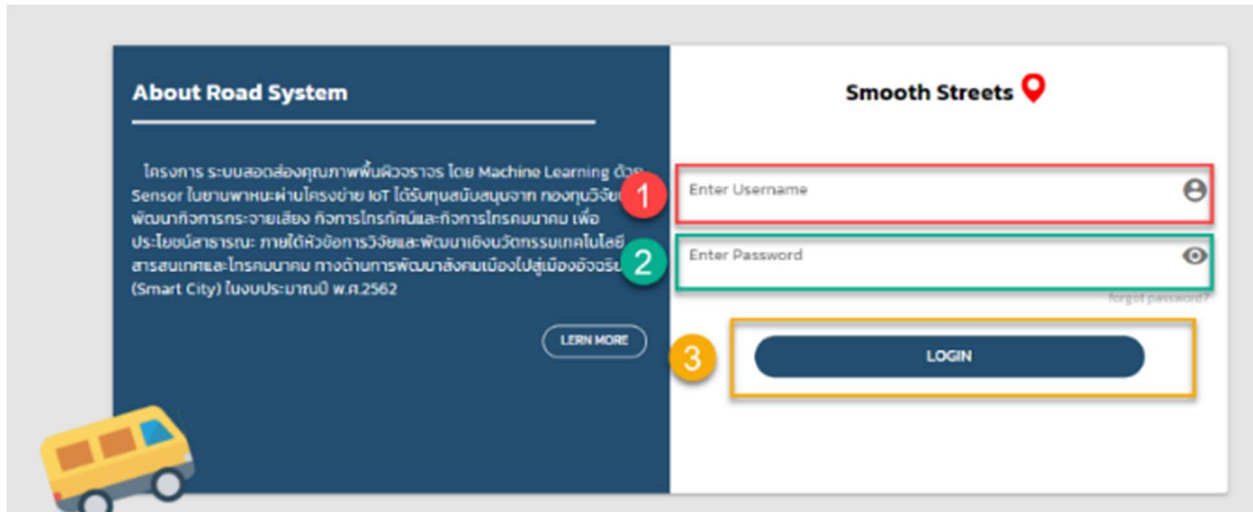 About Road System
โครงการ ระบบสอดส่องคุณภาพพื้นผิวจราจร โดย Machine Learning ด้วย
Sensor ในยานพาหนะผ่านโครงข่าย IoT ได้รับทุนสนับสนุนจาก กองทุนวิจัย
พัฒนากิจการกระจายเสียง กิจการโทรทัศน์และกิจการโทรคมนาคม เพื่อ
ประโยชน์สาธารณะ ภายใต้หัวข้อการวิจัยและพัฒนาเชิงนวัตกรรมเทคโนโลยี
สารสนเทศและโทรคมนาคม ทางด้านการพัฒนาสังคมเมืองไปสู่เมือง
(Smart City) ในงบประมาณปี พ.ศ.2562
LERN MORE
Smooth Streets
1
Enter Username
2
Enter Password
forgot password?
3
LOGIN